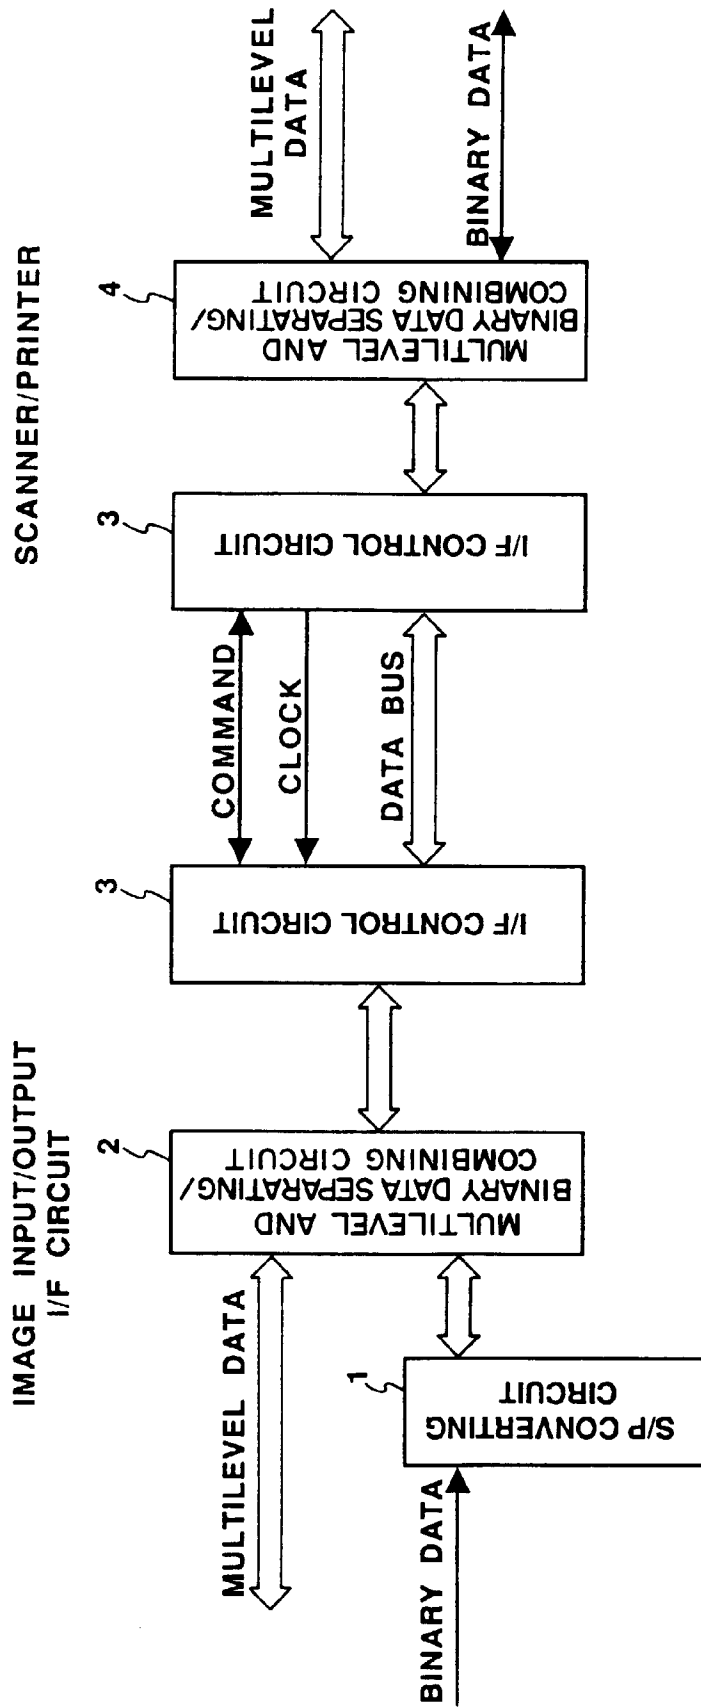 IMAGE INPUT/OUTPUT
I/F CIRCUIT
SCANNER/PRINTER
MULTILEVEL DATA
BINARY DATA
1
S/P CONVERTING
CIRCUIT
2
MULTILEVEL AND
BINARY DATA SEPARATING/
COMBINING CIRCUIT
3
I/F CONTROL CIRCUIT
COMMAND
CLOCK
DATA BUS
3
I/F CONTROL CIRCUIT
4
MULTILEVEL AND
BINARY DATA SEPARATING/
COMBINING CIRCUIT
MULTILEVEL
DATA
BINARY DATA